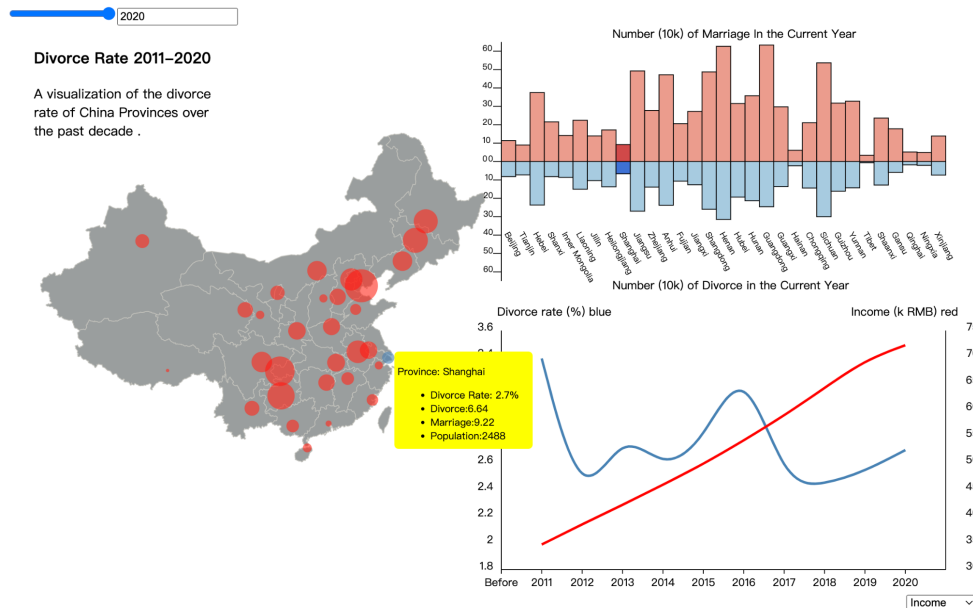 2020
Divorce Rate 2011-2020
A visualization of the divorce
rate of China Provinces over
the past decade .
Number (10k) of Marriage In the Current Year
60
50
40
30
20
10
00
10
20
30
40
50
60
Beijing
Tianjin
Hebei
Shanxi
Inner Mongolia
Liaoning
Jilin
Heilongjiang
Shanghai
Jiangsu
Zhejiang
Anhui
Fujian
Jiangxi
Shangdong
Henan
Hubei
Hunan
Guangdong
Guangxi
Hainan
Chongqing
Sichuan
Guizhou
Yunnan
Tibet
Shaanxi
Gansu
Qinghai
Ningxia
Xinjiang
Number (10k) of Divorce in the Current Year
Divorce rate (%) blue
Income (k RMB) red
3.6
2.6
2.4
2.2
2
1.8
Before
2011
2012
2013
2014
2015
2016
2017
2018
2019
2020
Province: Shanghai
• Divorce Rate: 2.7%
• Divorce:6.64
• Marriage:9.22
• Population:2488
Income